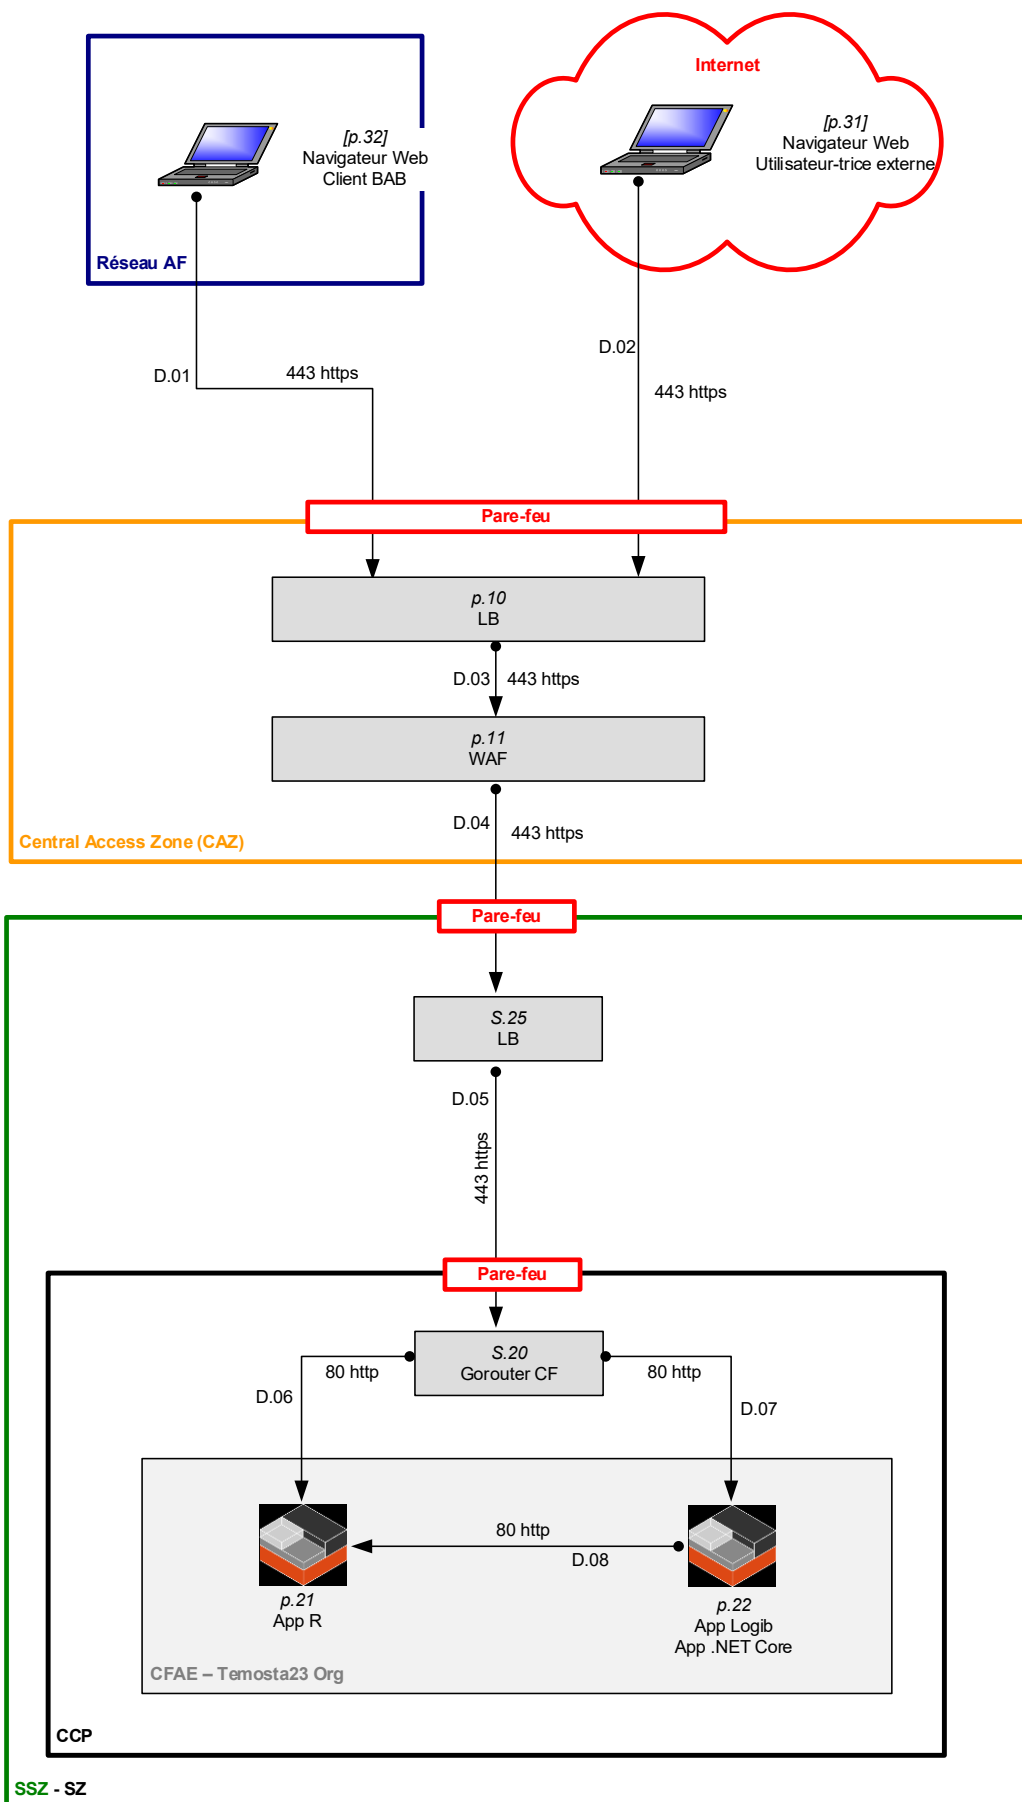 Internet
[p.32]
Navigateur Web
Client BAB
[p.31]
Navigateur Web
Utilisateur-trice externe
Réseau AF
D.01
443 https
D.02
443 https
Pare-feu
p.10
LB
D.03
443 https
p.11
WAF
D.04
443 https
Central Access Zone (CAZ)
Pare-feu
S.25
LB
D.05
443 https
Pare-feu
S.20
Gorouter CF
80 http
80 http
D.06
D.07
80 http
D.08
p.21
App R
p.22
App Logib
App .NET Core
CFAE – Temosta23 Org
CCP
SSZ - SZ